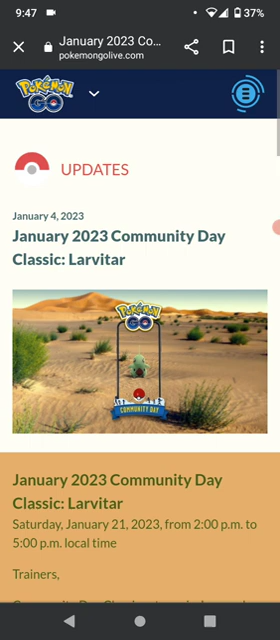 9:47
37%
January 2023 Co...
pokemongolive.com
POKÉMON
GO
UPDATES
January 4, 2023
January 2023 Community Day
Classic: Larvitar
POKÉMON
GO
COMMUNITY DAY
January 2023 Community Day
Classic: Larvitar
Saturday, January 21, 2023, from 2:00 p.m. to
5:00 p.m. local time
Trainers,